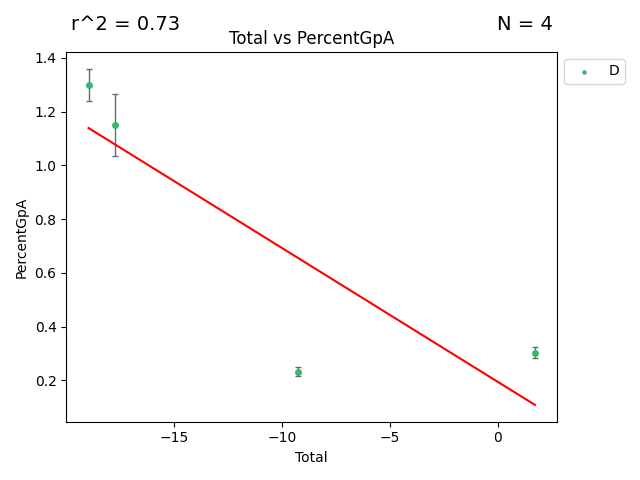 r^2 = 0.73
N = 4
Total vs PercentGpA
D
PercentGpA
1.4
1.2
1.0
0.8
0.6
0.4
0.2
−15
−10
−5
0
Total